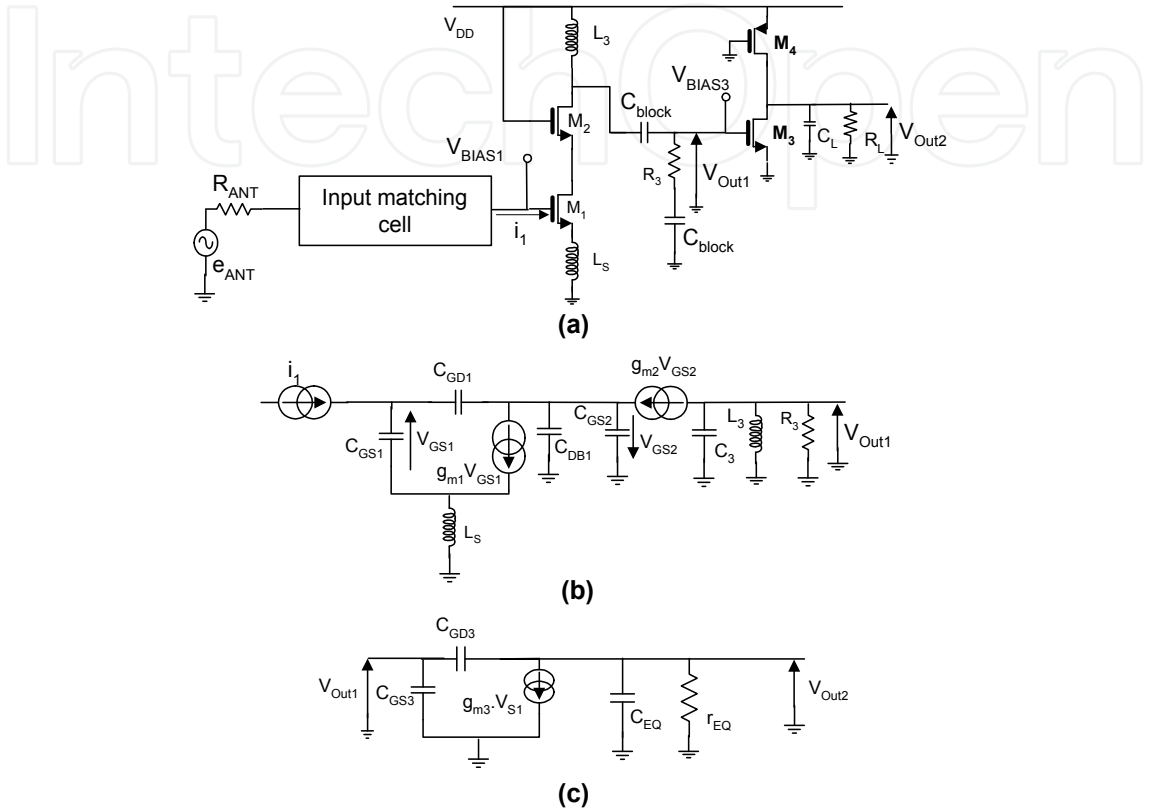 IntechOpen
V_DD
L_3
M_4
V_BIAS3
C_block
M_2
M_3
C_L
R_L
V_Out2
V_BIAS1
R_3
V_Out1
R_ANT
Input matching
cell
M_1
i_1
C_block
e_ANT
L_S
(a)
i_1
C_GD1
g_m2V_GS2
C_GS1
V_GS1
g_m1V_GS1
C_DB1
C_GS2
V_GS2
C_3
L_3
R_3
V_Out1
L_S
(b)
C_GD3
V_Out1
C_GS3
g_m3.V_S1
C_EQ
r_EQ
V_Out2
(c)